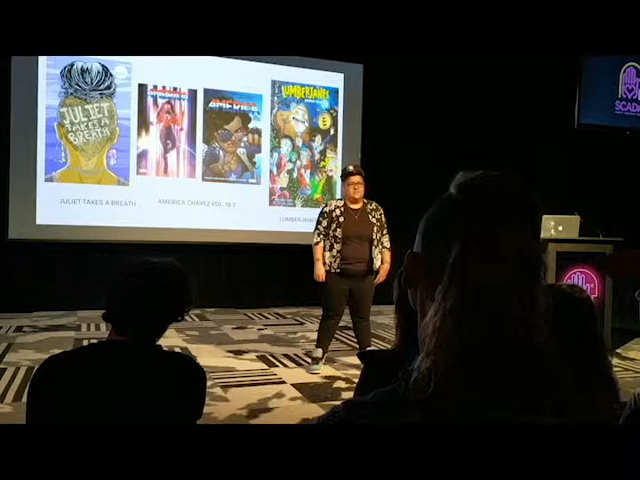 JULIET
TAKES A
BREATH
AMERICA
LUMBERJANES
JULIET TAKES A BREATH
AMERICA CHAVEZ VOL. 1&2
LUMBERJANES
SCAD